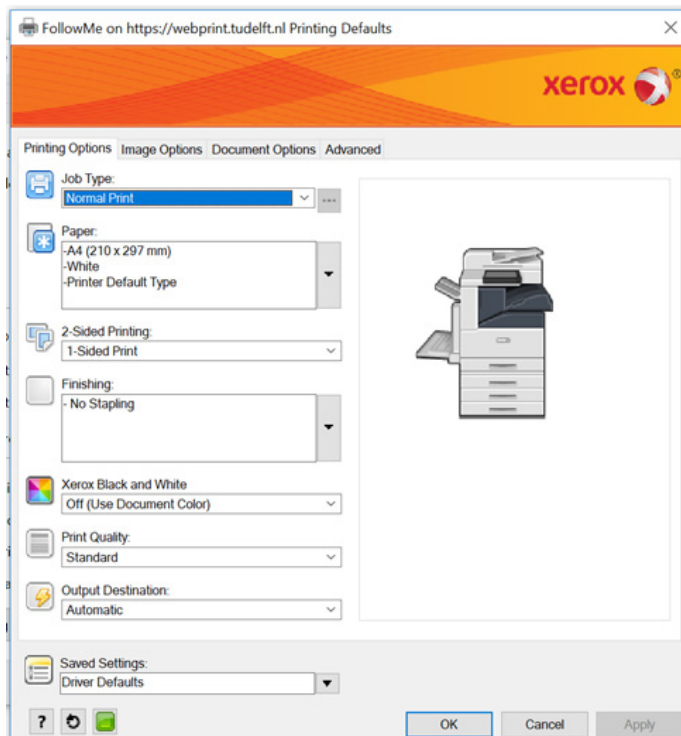 FollowMe on https://webprint.tudelft.nl Printing Defaults
xerox ®
Printing Options Image Options Document Options Advanced
Job Type:
Normal Print
Paper:
-A4 (210 x 297 mm)
-White
-Printer Default Type
2-Sided Printing:
1-Sided Print
Finishing:
- No Stapling
Xerox Black and White
Off (Use Document Color)
Print Quality:
Standard
Output Destination:
Automatic
Saved Settings:
Driver Defaults
?
OK Cancel Apply